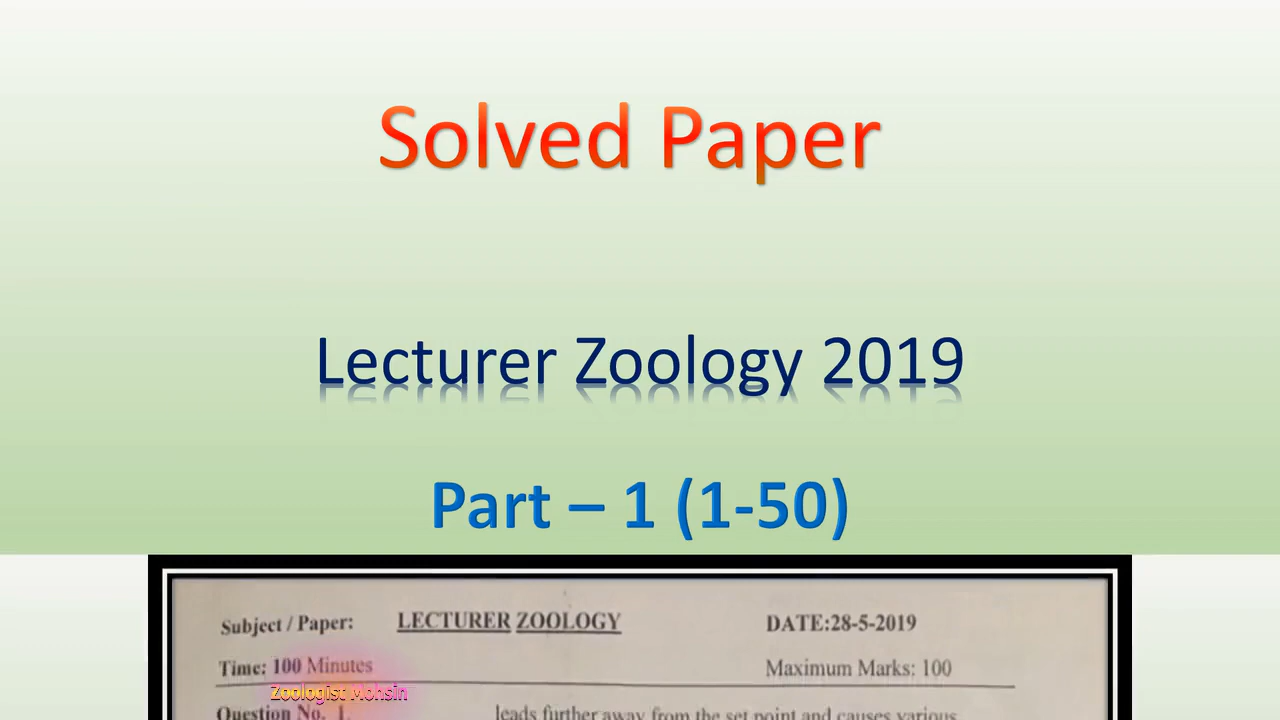 Solved Paper
Lecturer Zoology 2019
Part – 1 (1-50)
Subject / Paper: LECTURER ZOOLOGY DATE:28-5-2019
Time: 100 Minutes Maximum Marks: 100
Zoologist Mohsin
Question No. 1. leads further away from the set point and causes various